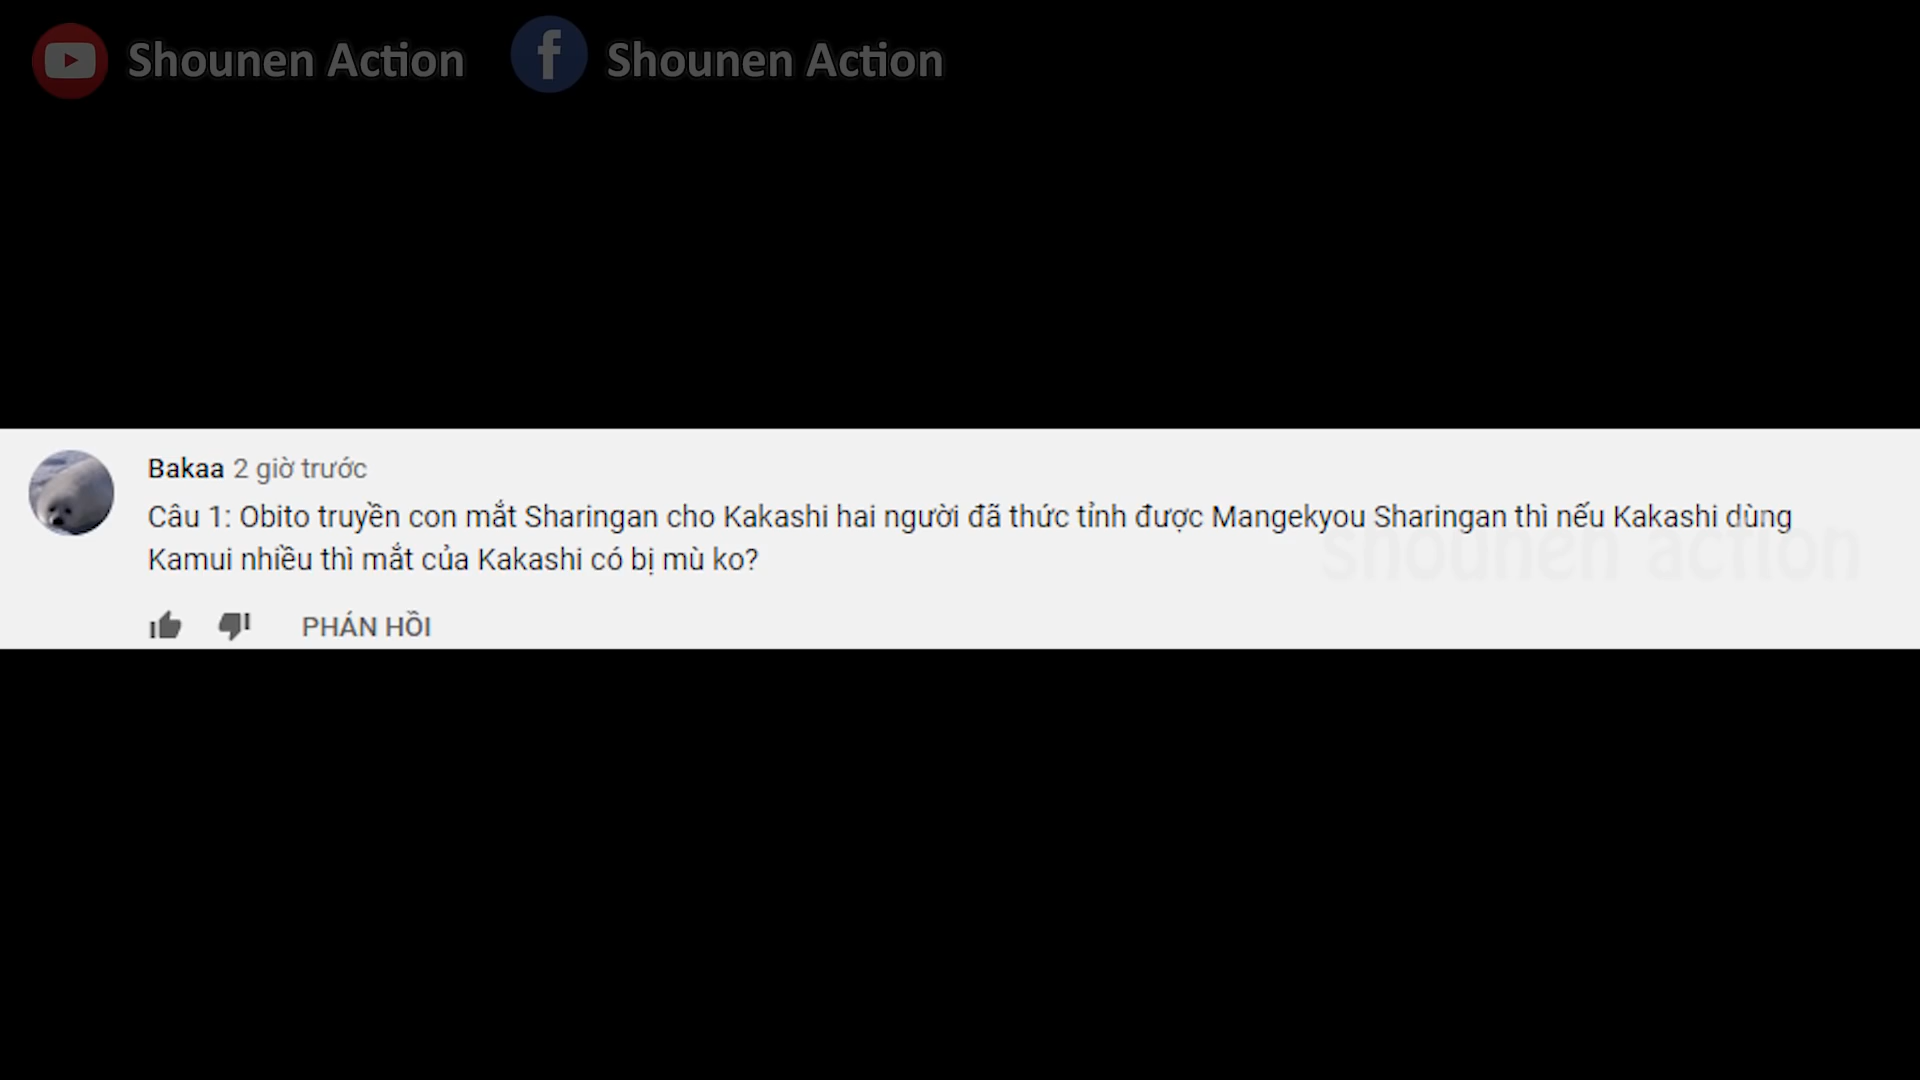 Shounen Action Shounen Action
Bakaa 2 giờ trước
Câu 1: Obito truyền con mắt Sharingan cho Kakashi hai người đã thức tỉnh được Mangekyou Sharingan thì nếu Kakashi dùng
Kamui nhiều thì mắt của Kakashi có bị mù ko?
shounen action
PHẢN HỒI